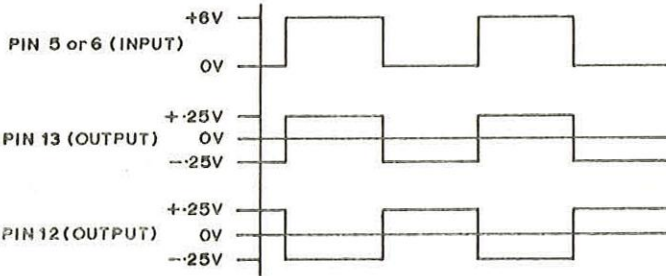 +6V
PIN 5 or 6 (INPUT)
0V
+·25V
PIN 13 (OUTPUT) 0V
-·25V
+·25V
PIN 12 (OUTPUT) 0V
-·25V